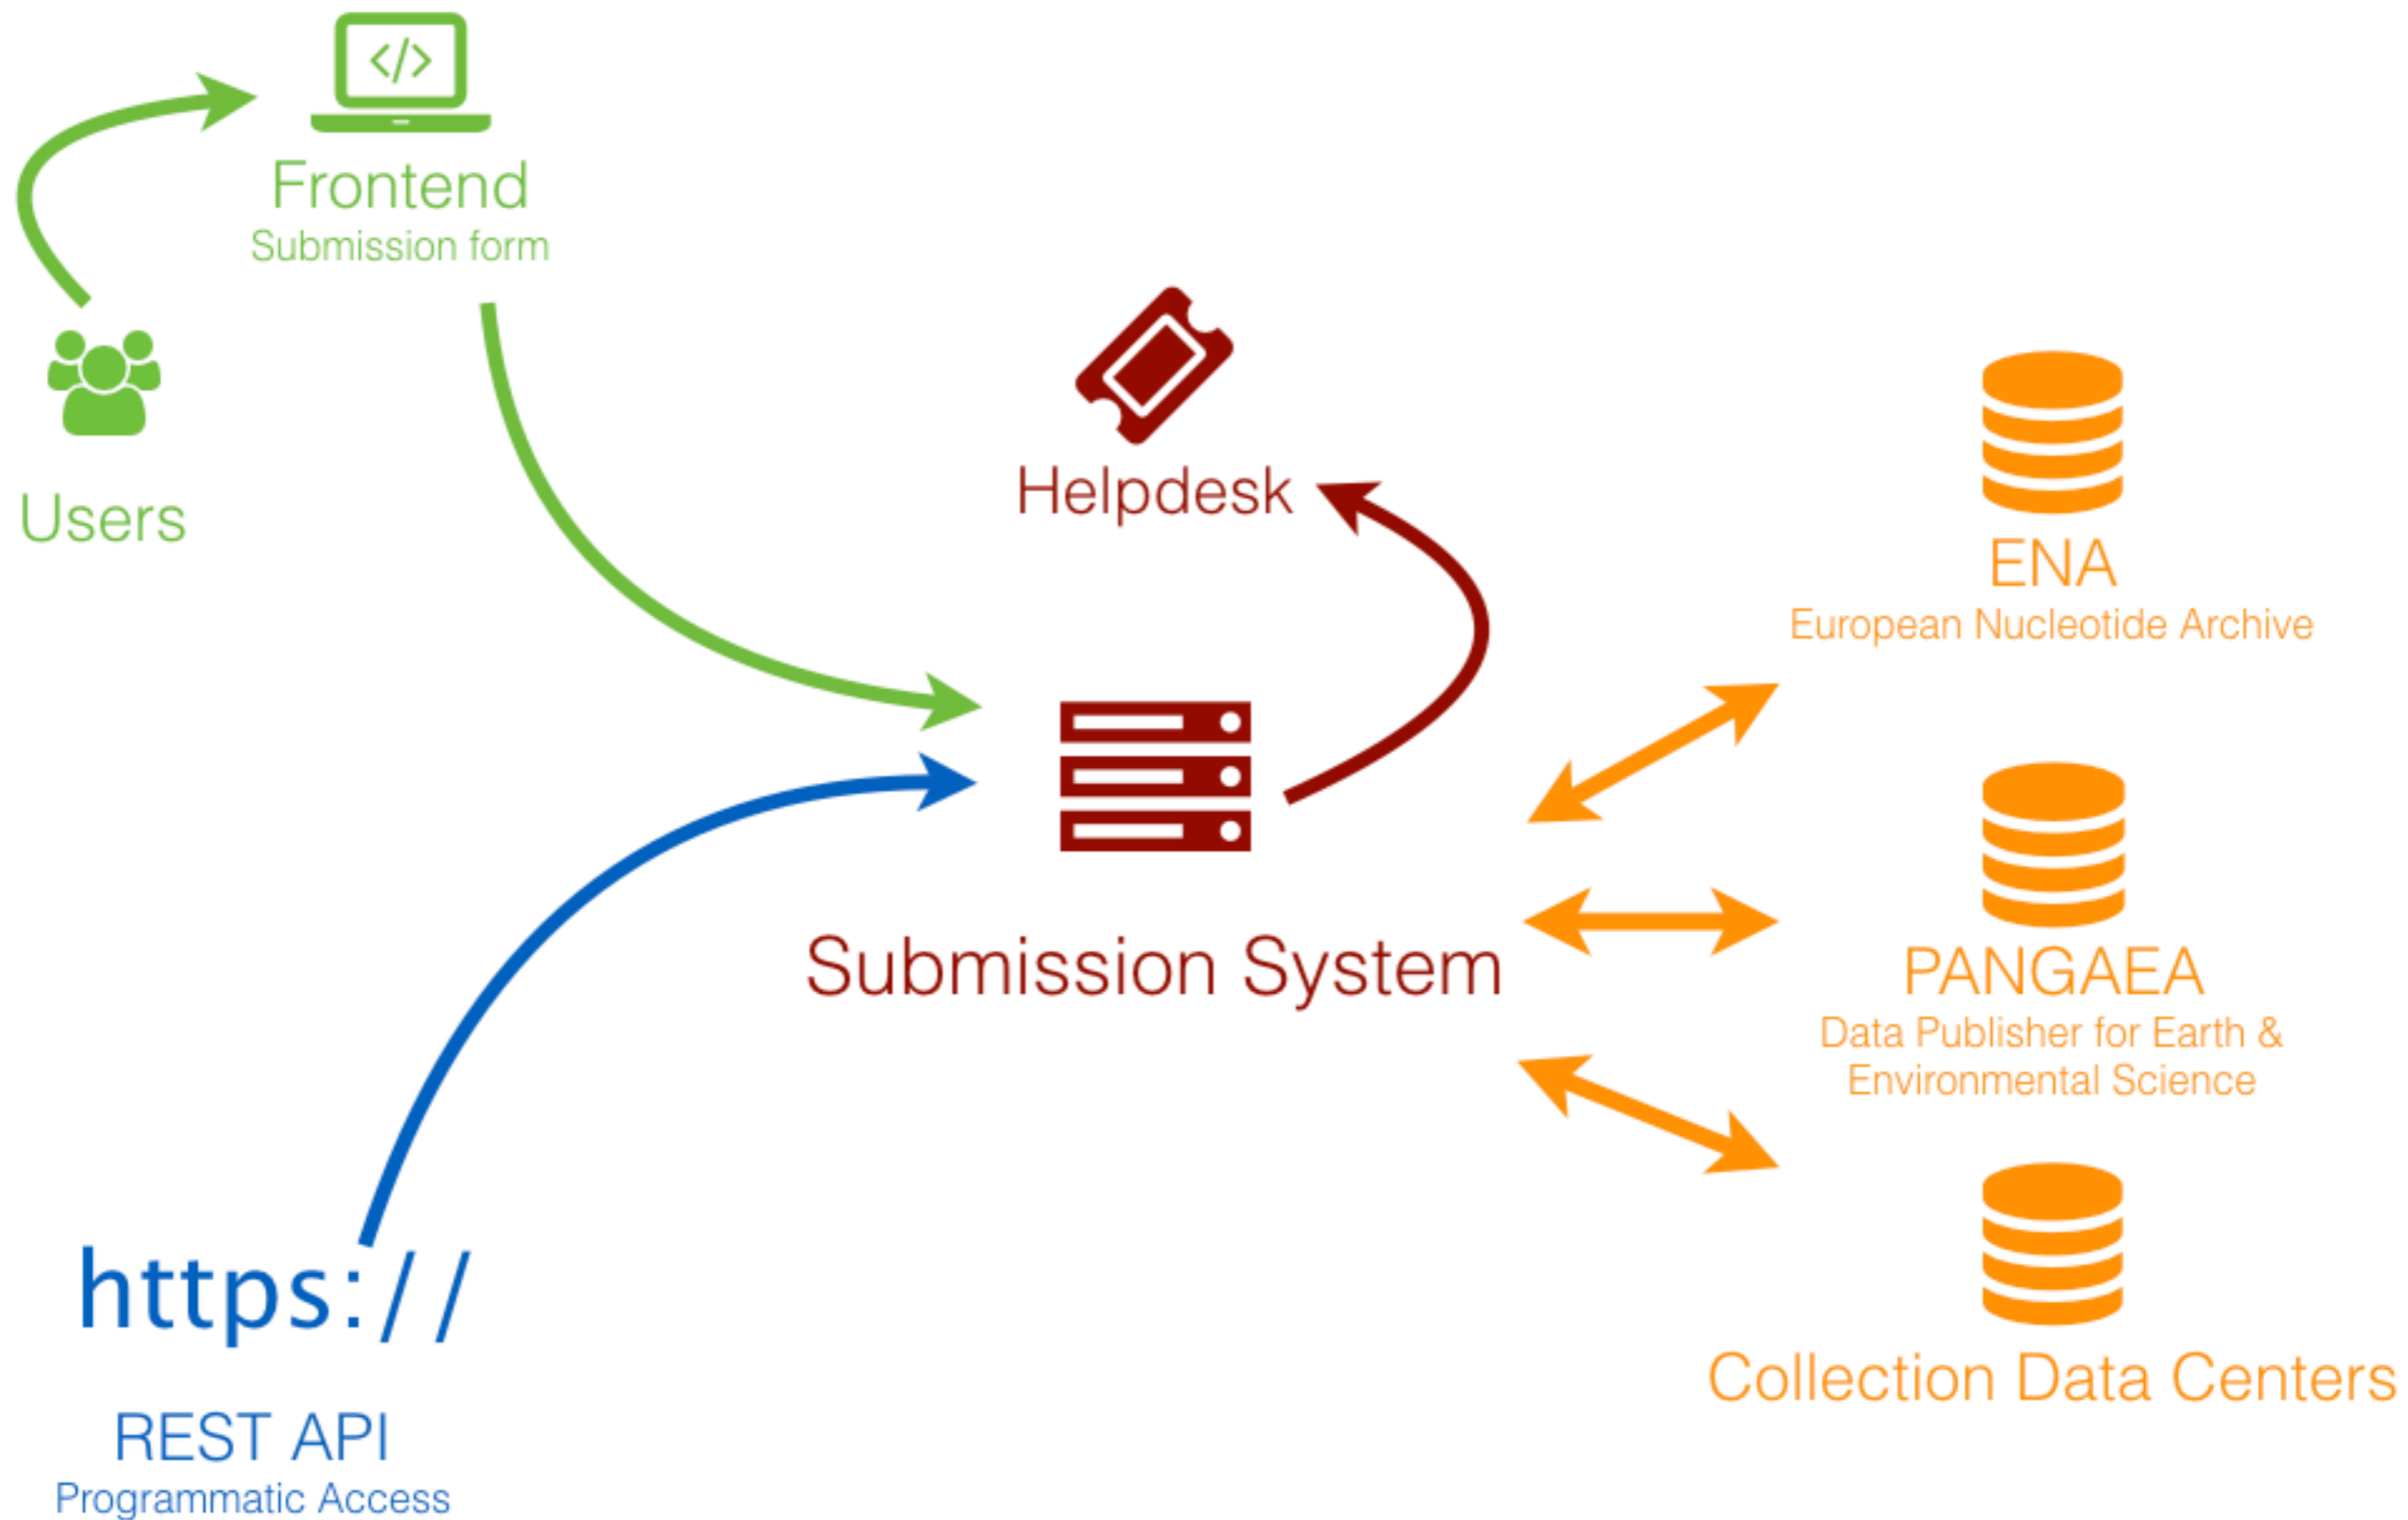 </>
Frontend
Submission form
Users
Helpdesk
ENA
European Nucleotide Archive
Submission System
PANGAEA
Data Publisher for Earth &
Environmental Science
https://
REST API
Programmatic Access
Collection Data Centers